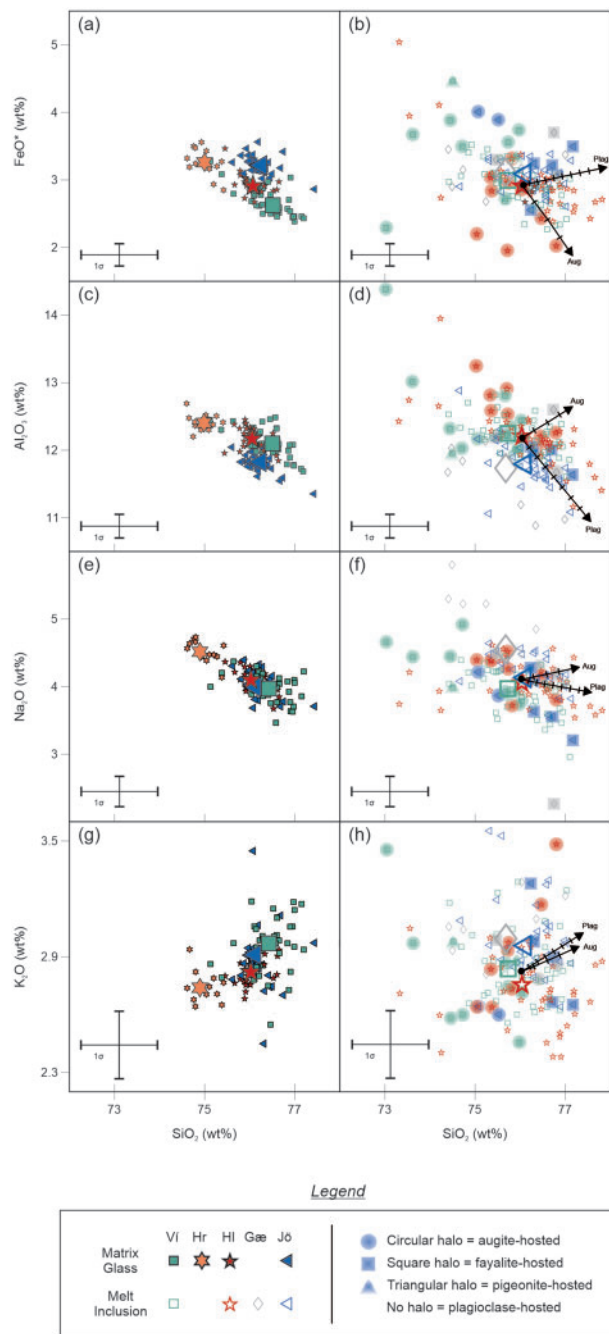 (a)
(b)
5
4
3
2
FeO* (wt%)
Plag
Aug
1σ
1σ
(c)
(d)
14
13
12
11
Al₂O₃ (wt%)
Aug
Plag
1σ
1σ
(e)
(f)
5
4
3
Na₂O (wt%)
Aug
Plag
1σ
1σ
(g)
(h)
3.5
2.9
2.3
K₂O (wt%)
Plag
Aug
1σ
1σ
73 75 77 73 75 77
SiO₂ (wt%) SiO₂ (wt%)
Legend
Ví Hr Hl Gæ Jö
Matrix Glass
Melt Inclusion
Circular halo = augite-hosted
Square halo = fayalite-hosted
Triangular halo = pigeonite-hosted
No halo = plagioclase-hosted